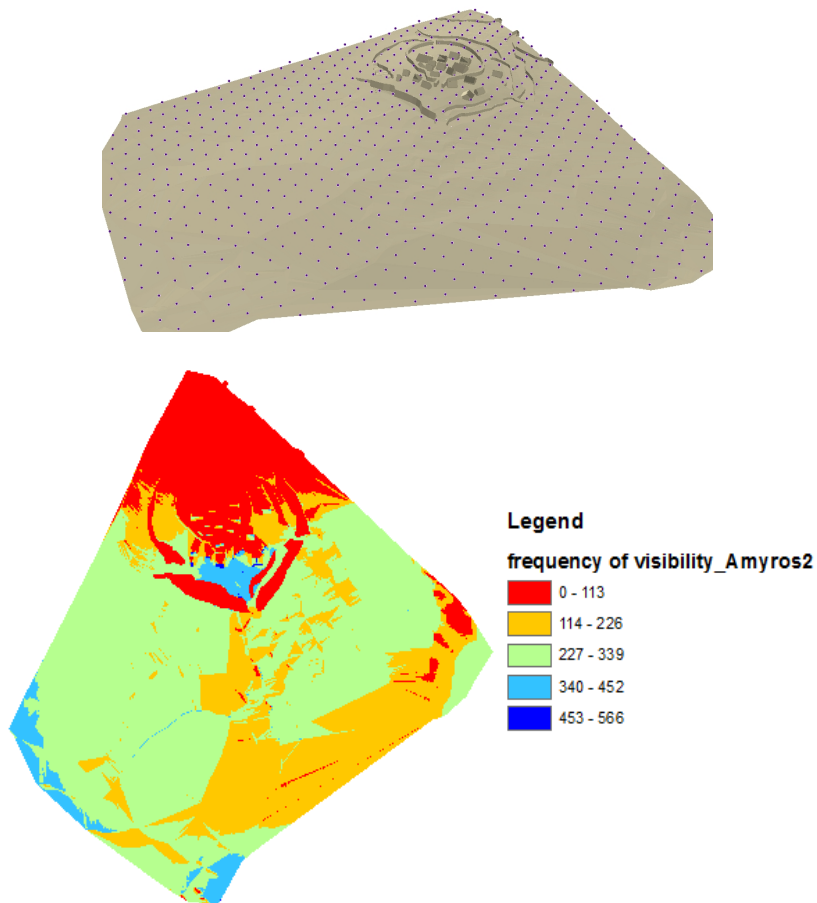 Legend
frequency of visibility_Amyros2
0 - 113
114 - 226
227 - 339
340 - 452
453 - 566